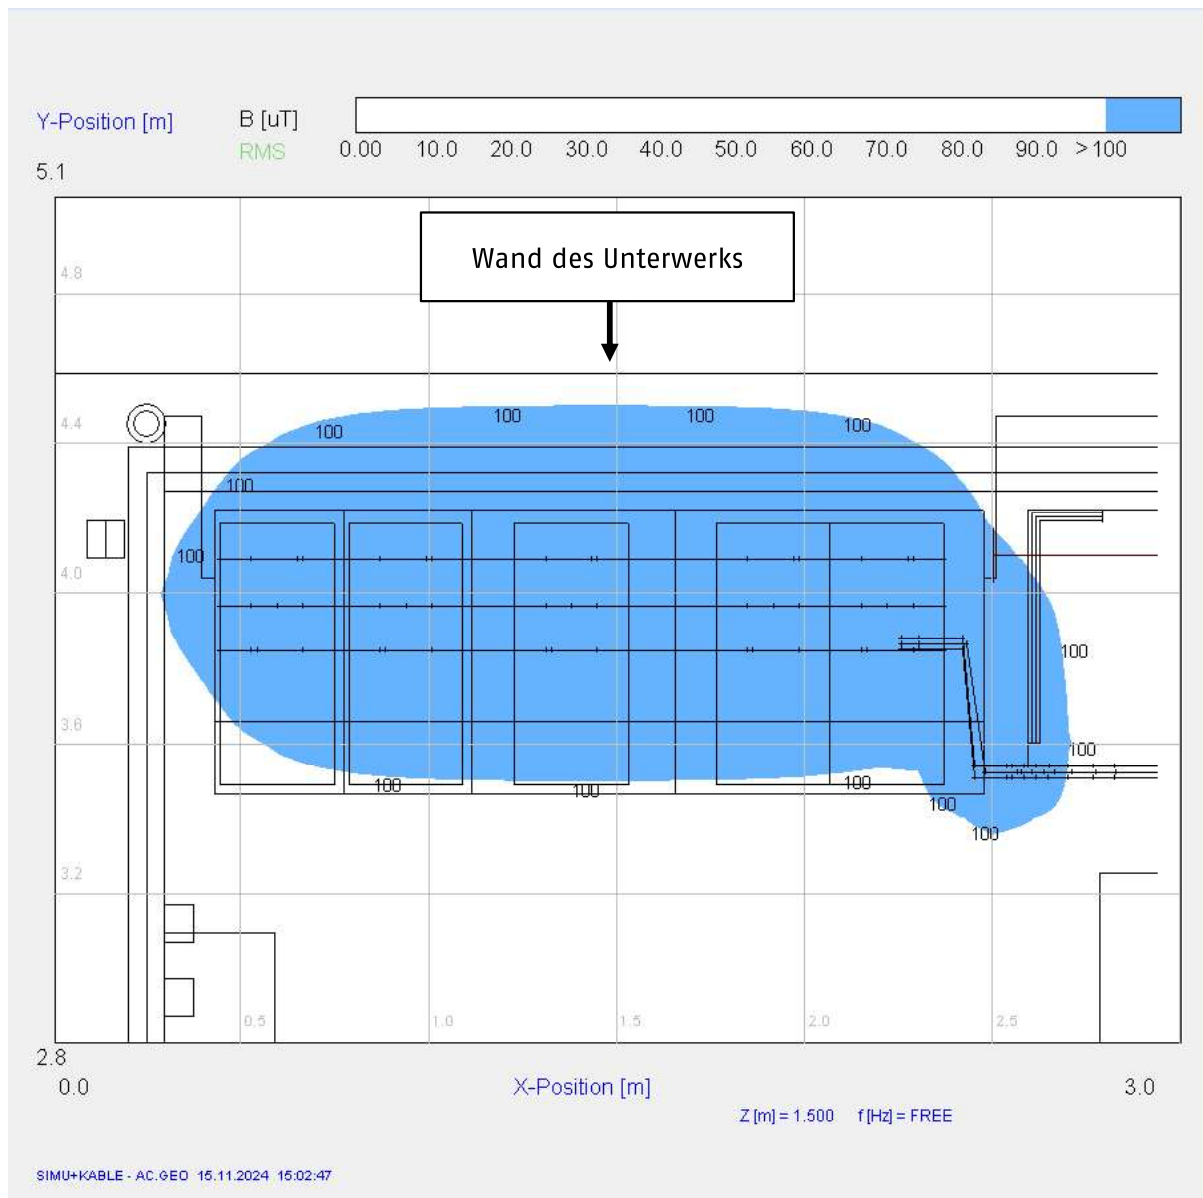 Y-Position [m]
B [uT]
RMS
0.00 10.0 20.0 30.0 40.0 50.0 60.0 70.0 80.0 90.0 >100
5.1
Wand des Unterwerks
4.8
100 100
4.4
100 100
100
100
4.0
100
3.6
100
100 100 100
100
100
3.2
0.5 1.0 1.5 2.0 2.5
2.8
0.0 X-Position [m] 3.0
Z [m] = 1.500 f [Hz] = FREE
SIMU+KABLE - AC.GEO 15.11.2024 15:02:47